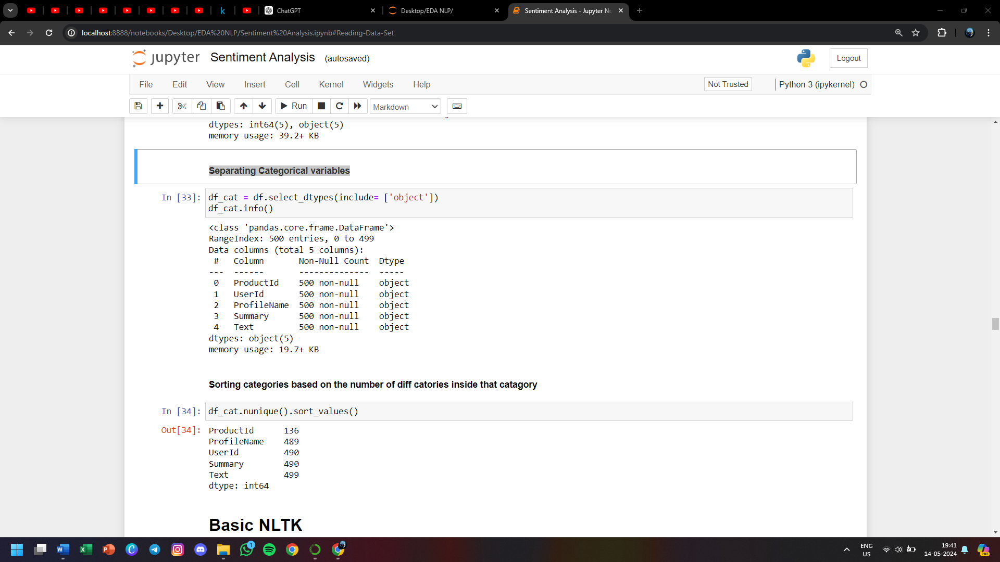 ChatGPT
Desktop/EDA NLP/
Sentiment Analysis - Jupyter No
localhost:8888/notebooks/Desktop/EDA%20NLP/Sentiment%20Analysis.ipynb#Reading-Data-Set
jupyter Sentiment Analysis (autosaved)
Logout
File Edit View Insert Cell Kernel Widgets Help
Not Trusted
Python 3 (ipykernel)
Run
Markdown
dtypes: int64(5), object(5)
memory usage: 39.2+ KB
Separating Categorical variables
In [33]: df_cat = df.select_dtypes(include= ['object'])
df_cat.info()
<class 'pandas.core.frame.DataFrame'>
RangeIndex: 500 entries, 0 to 499
Data columns (total 5 columns):
# Column Non-Null Count Dtype
--- ------ -------------- -----
0 ProductId 500 non-null object
1 UserId 500 non-null object
2 ProfileName 500 non-null object
3 Summary 500 non-null object
4 Text 500 non-null object
dtypes: object(5)
memory usage: 19.7+ KB
Sorting categories based on the number of diff catories inside that catagory
In [34]: df_cat.nunique().sort_values()
Out[34]: ProductId 136
ProfileName 489
UserId 490
Summary 490
Text 499
dtype: int64
Basic NLTK
1
ENG
US
19:41
14-05-2024
PRE